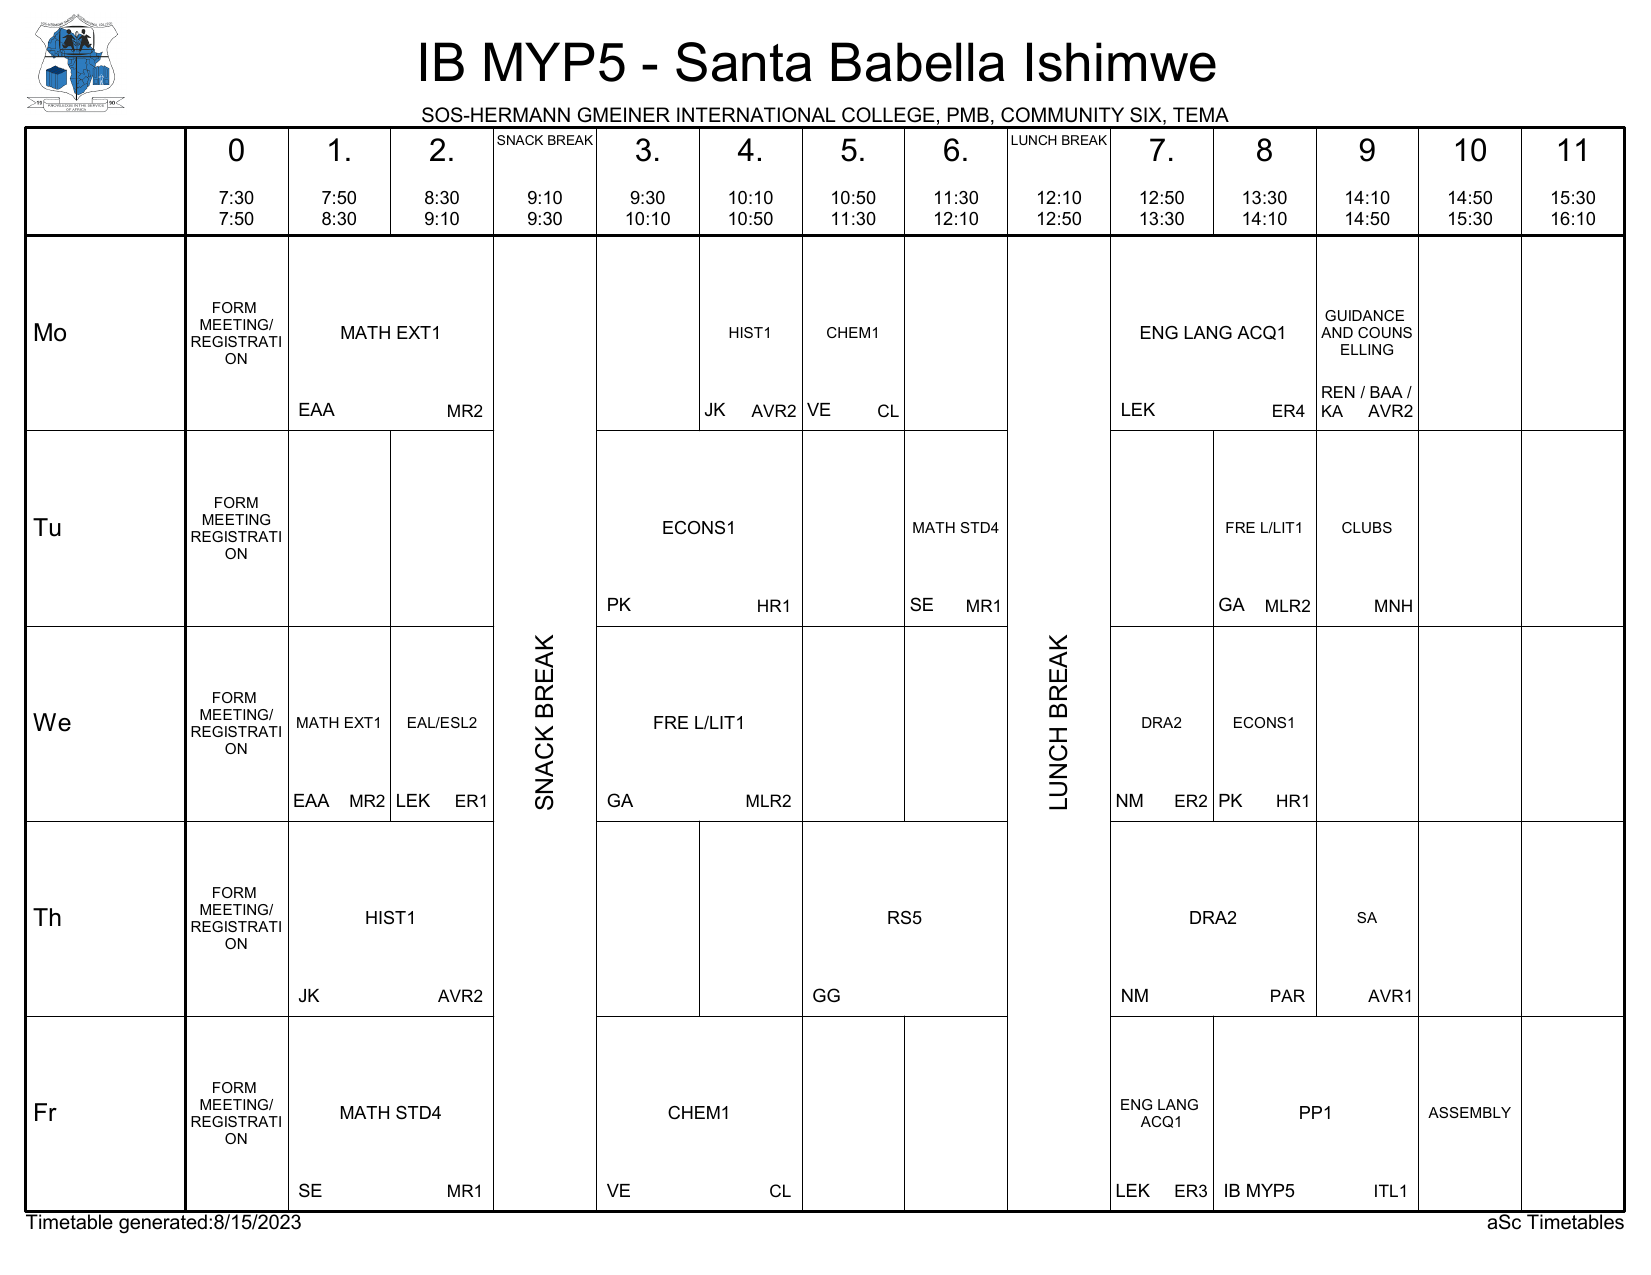 IB MYP5 - Santa Babella Ishimwe
SOS-HERMANN GMEINER INTERNATIONAL COLLEGE, PMB, COMMUNITY SIX, TEMA
0 1. 2. SNACK BREAK 3. 4. 5. 6. LUNCH BREAK 7. 8 9 10 11
7:30 7:50 8:30 9:10 9:30 10:10 10:50 11:30 12:10 12:50 13:30 14:10 14:50 15:30
7:50 8:30 9:10 9:30 10:10 10:50 11:30 12:10 12:50 13:30 14:10 14:50 15:30 16:10
SNACK BREAK
LUNCH BREAK
Mo
FORM
MEETING/
REGISTRATI
ON
MATH EXT1
EAA MR2
HIST1
JK AVR2
CHEM1
VE CL
ENG LANG ACQ1
LEK ER4
GUIDANCE
AND COUNS
ELLING
REN / BAA /
KA AVR2
Tu
FORM
MEETING
REGISTRATI
ON
ECONS1
PK HR1
MATH STD4
SE MR1
FRE L/LIT1
GA MLR2
CLUBS
MNH
We
FORM
MEETING/
REGISTRATI
ON
MATH EXT1
EAA MR2
EAL/ESL2
LEK ER1
FRE L/LIT1
GA MLR2
DRA2
NM ER2
ECONS1
PK HR1
Th
FORM
MEETING/
REGISTRATI
ON
HIST1
JK AVR2
RS5
GG
DRA2
NM PAR
SA
AVR1
Fr
FORM
MEETING/
REGISTRATI
ON
MATH STD4
SE MR1
CHEM1
VE CL
ENG LANG
ACQ1
LEK ER3
PP1
IB MYP5 ITL1
ASSEMBLY
Timetable generated:8/15/2023
aSc Timetables